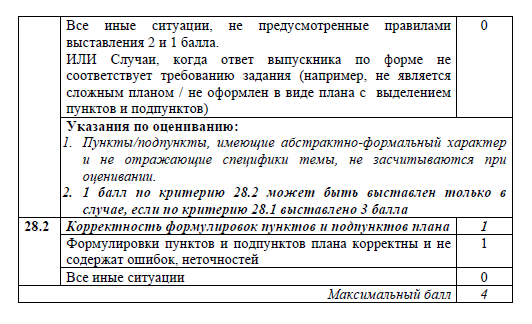 Все иные ситуации, не предусмотренные правилами 0
выставления 2 и 1 балла.
ИЛИ Случаи, когда ответ выпускника по форме не
соответствует требованию задания (например, не является
сложным планом / не оформлен в виде плана с выделением
пунктов и подпунктов)
Указания по оцениванию:
1. Пункты/подпункты, имеющие абстрактно-формальный характер
и не отражающие специфики темы, не засчитываются при
оценивании.
2. 1 балл по критерию 28.2 может быть выставлен только в
случае, если по критерию 28.1 выставлено 3 балла
28.2 Корректность формулировок пунктов и подпунктов плана 1
Формулировки пунктов и подпунктов плана корректны и не 1
содержат ошибок, неточностей
Все иные ситуации 0
Максимальный балл 4